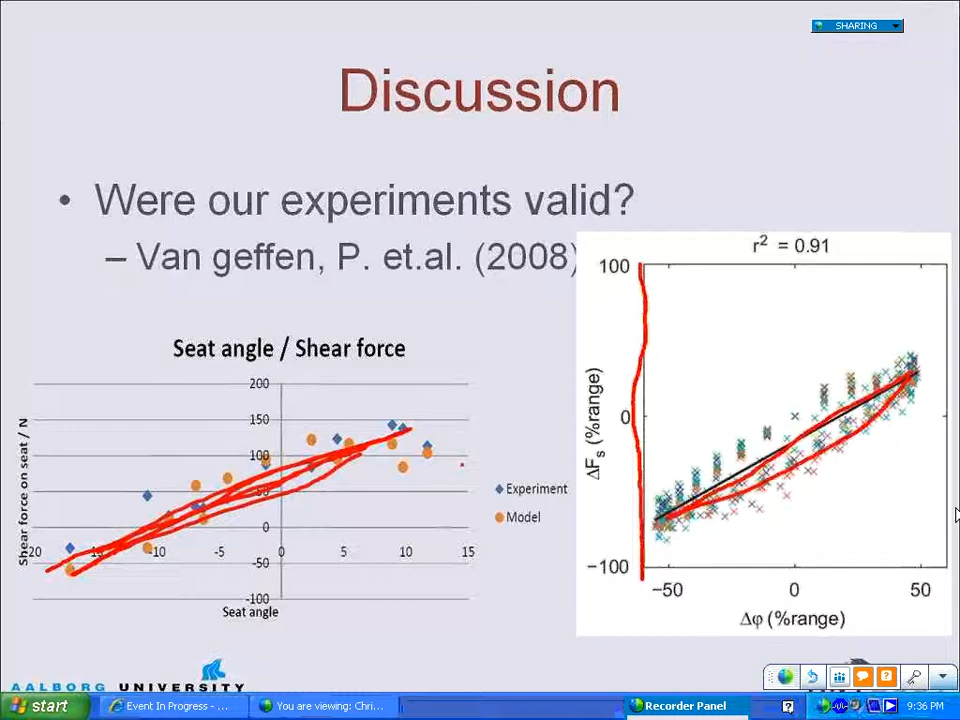 SHARING
Discussion
• Were our experiments valid?
– Van geffen, P. et.al. (2008)
r² = 0.91
100
0
−100
−50
0
50
ΔFs (%range)
Δφ (%range)
Seat angle / Shear force
200
150
100
50
0
-50
-100
-20
-10
-5
0
5
10
15
Shear force on seat / N
Seat angle
Experiment
Model
AALBORG UNIVERSITY
start
Event In Progress - ...
You are viewing: Chri...
Recorder Panel
9:36 PM